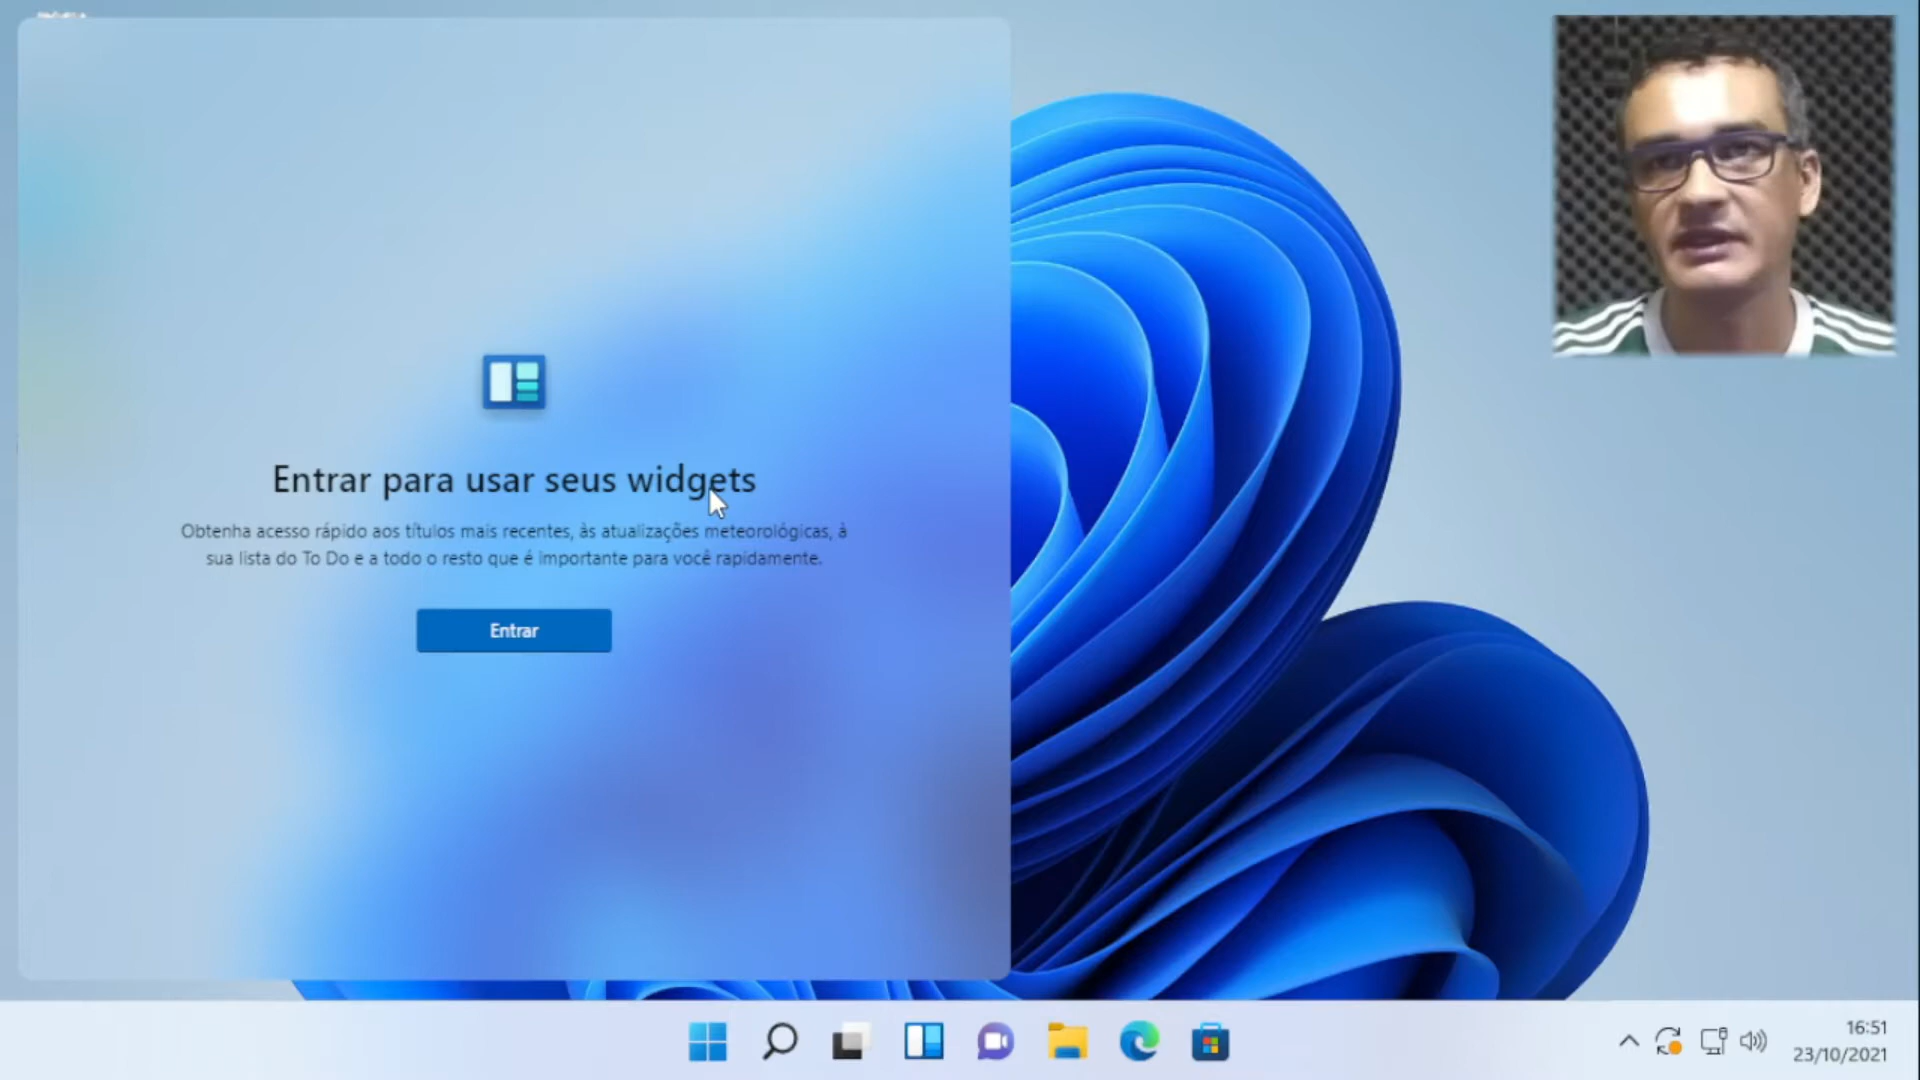 Entrar para usar seus widgets
Obtenha acesso rápido aos títulos mais recentes, às atualizações meteorológicas, à
sua lista do To Do e a todo o resto que é importante para você rapidamente.
Entrar
16:51
23/10/2021